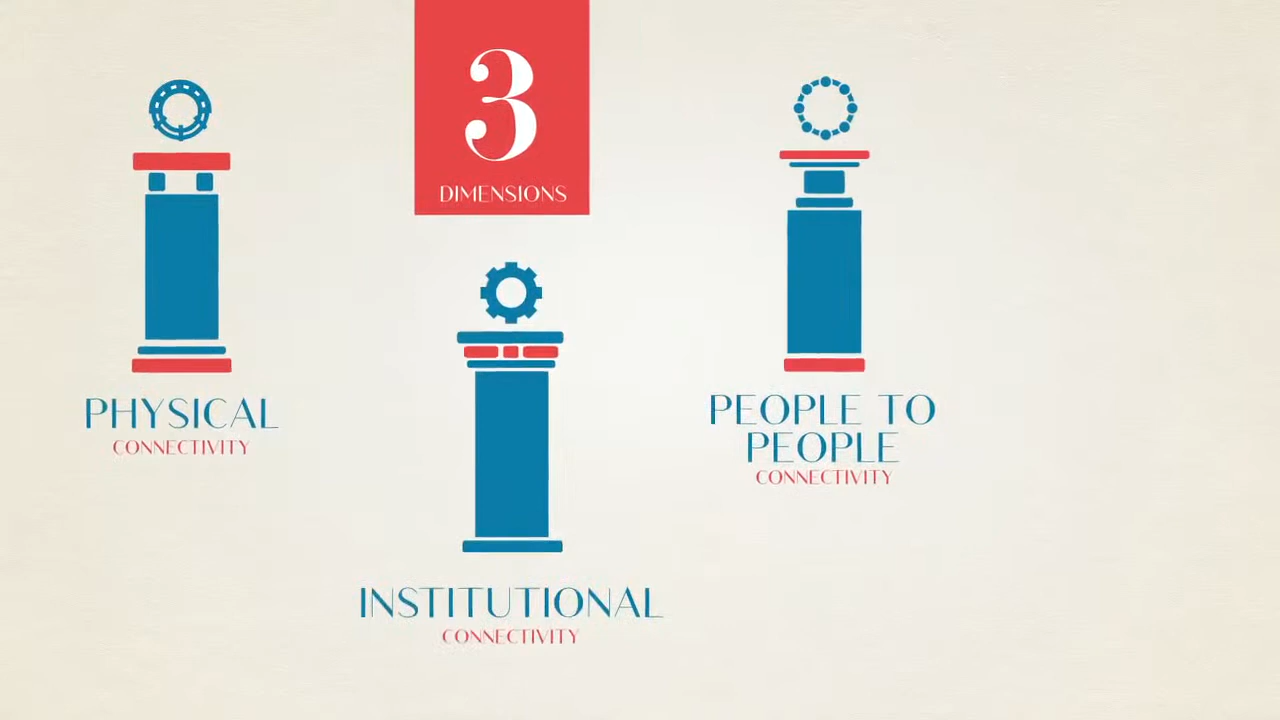 3
DIMENSIONS
PHYSICAL
CONNECTIVITY
INSTITUTIONAL
CONNECTIVITY
PEOPLE TO
PEOPLE
CONNECTIVITY